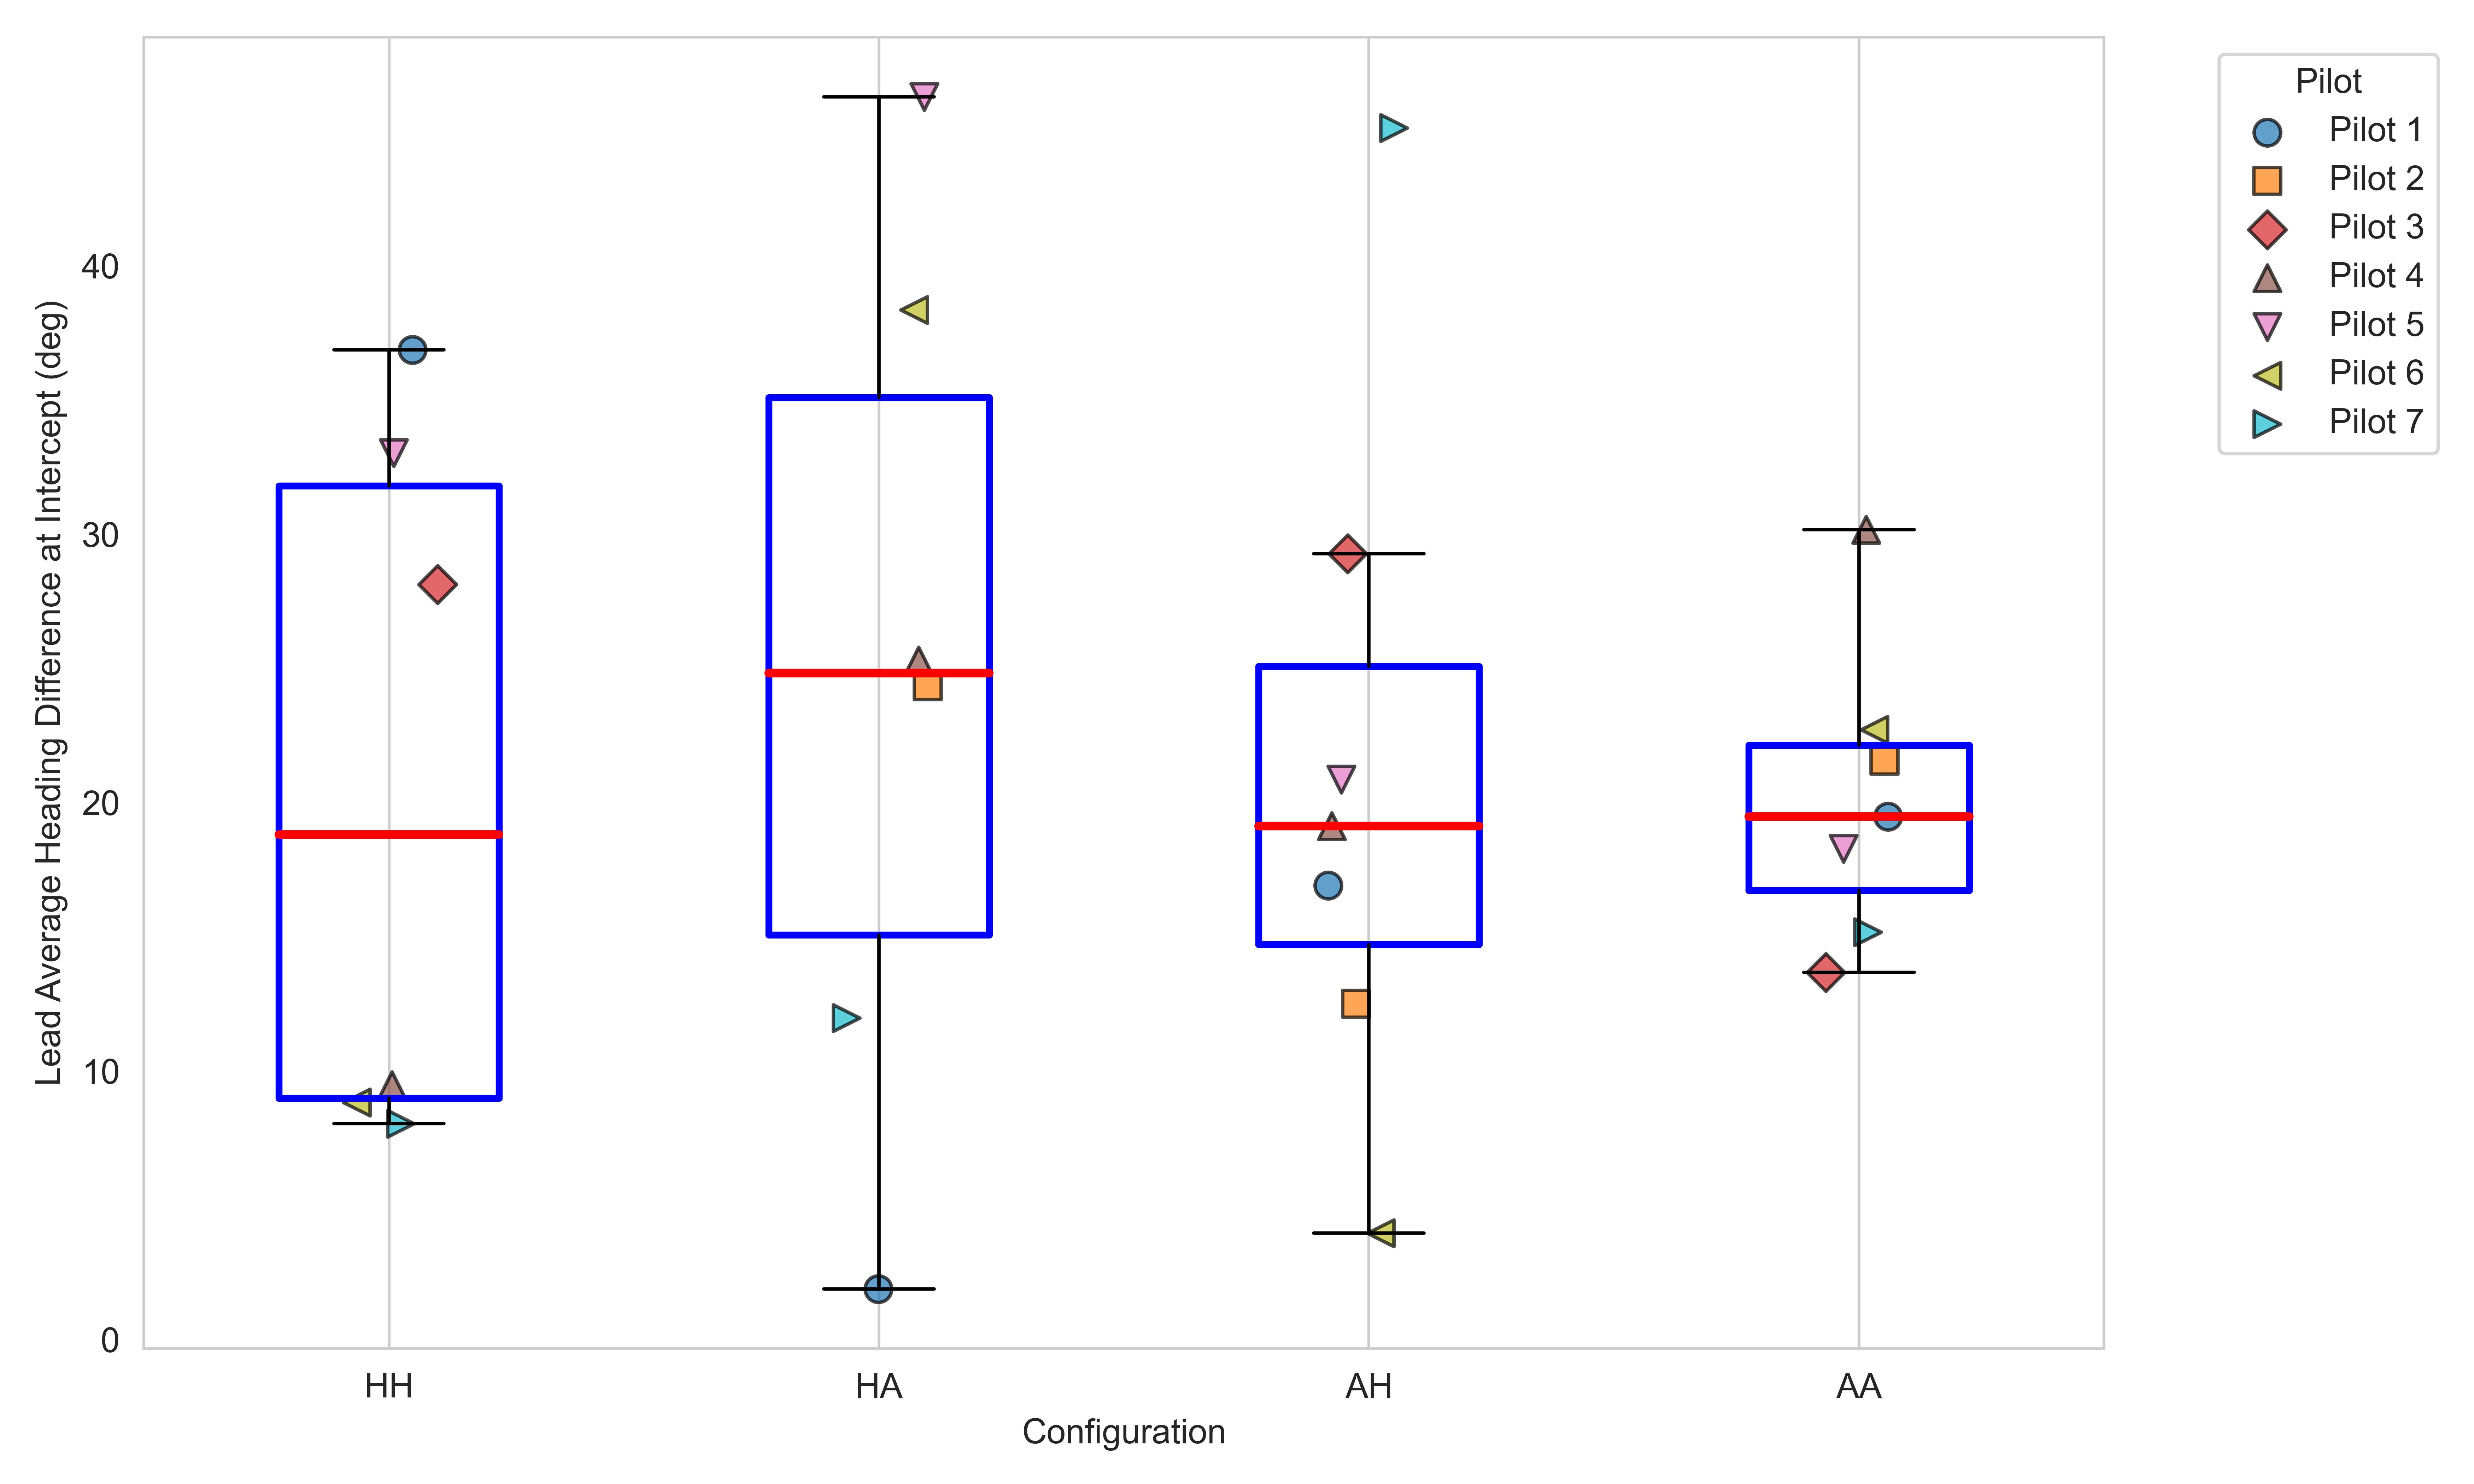 Pilot
Pilot 1
Pilot 2
Pilot 3
Pilot 4
Pilot 5
Pilot 6
Pilot 7
Lead Average Heading Difference at Intercept (deg)
40
30
20
10
0
HH HA AH AA
Configuration